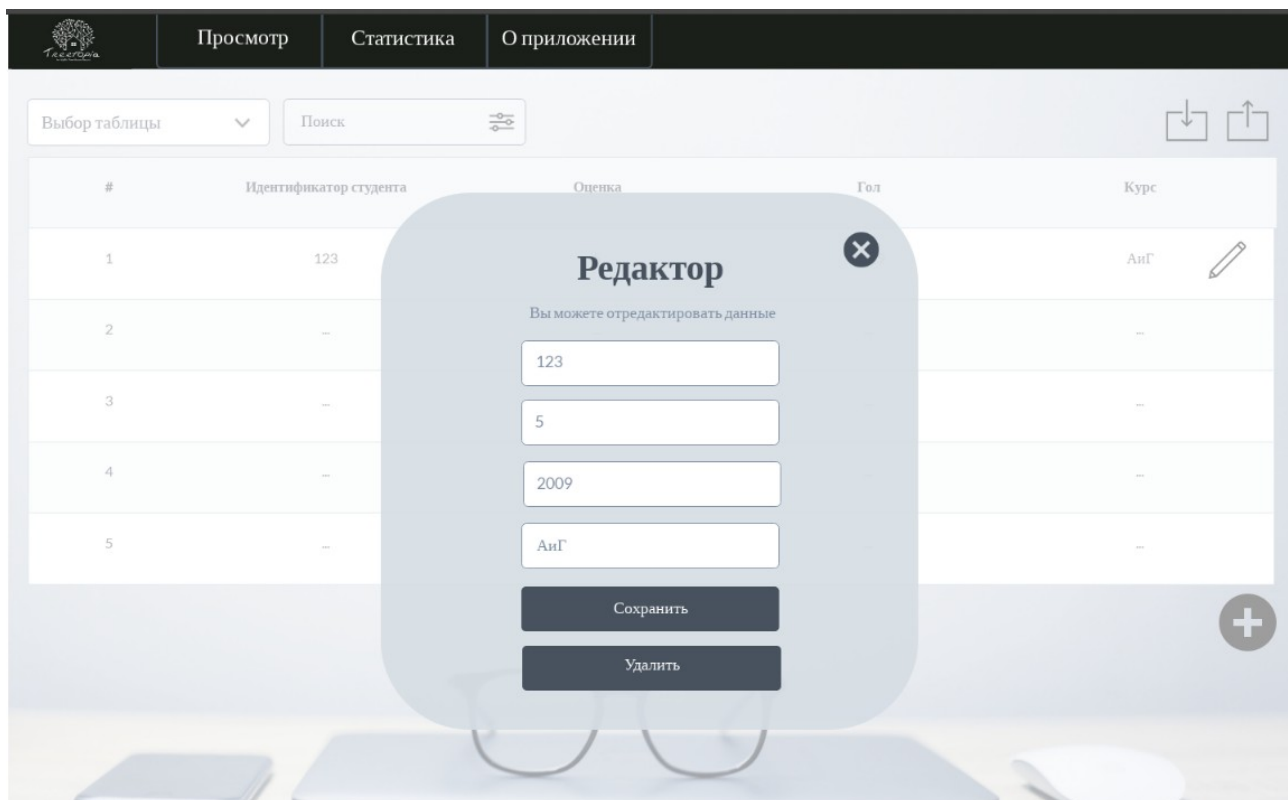 Treeтopia
Просмотр Статистика О приложении
Выбор таблицы Поиск
# Идентификатор студента Оценка Гол Курс
1 123 АиГ
2 ... ...
3 ... ...
4 ... ...
5 ... ...
Редактор
Вы можете отредактировать данные
123
5
2009
АиГ
Сохранить
Удалить